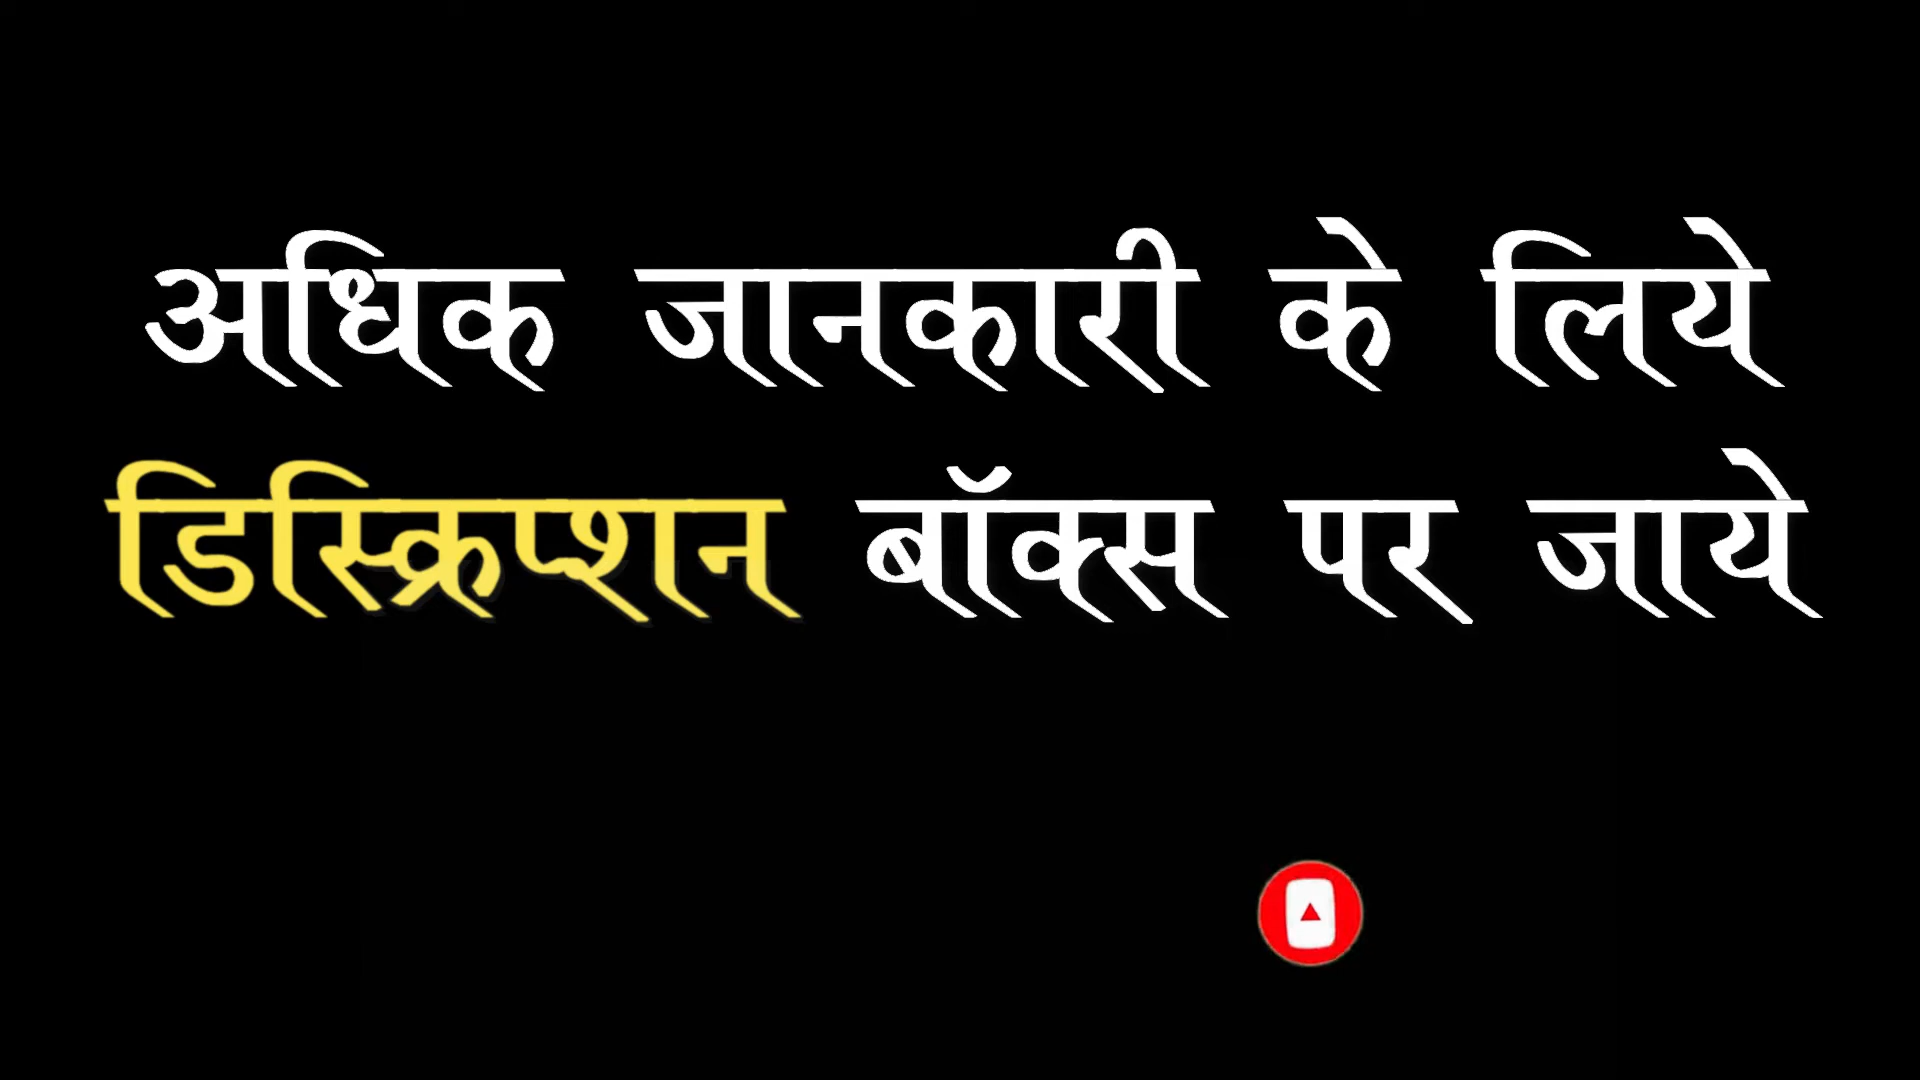 अधिक जानकारी के लिये
डिस्क्रिप्शन बॉक्स पर जाये